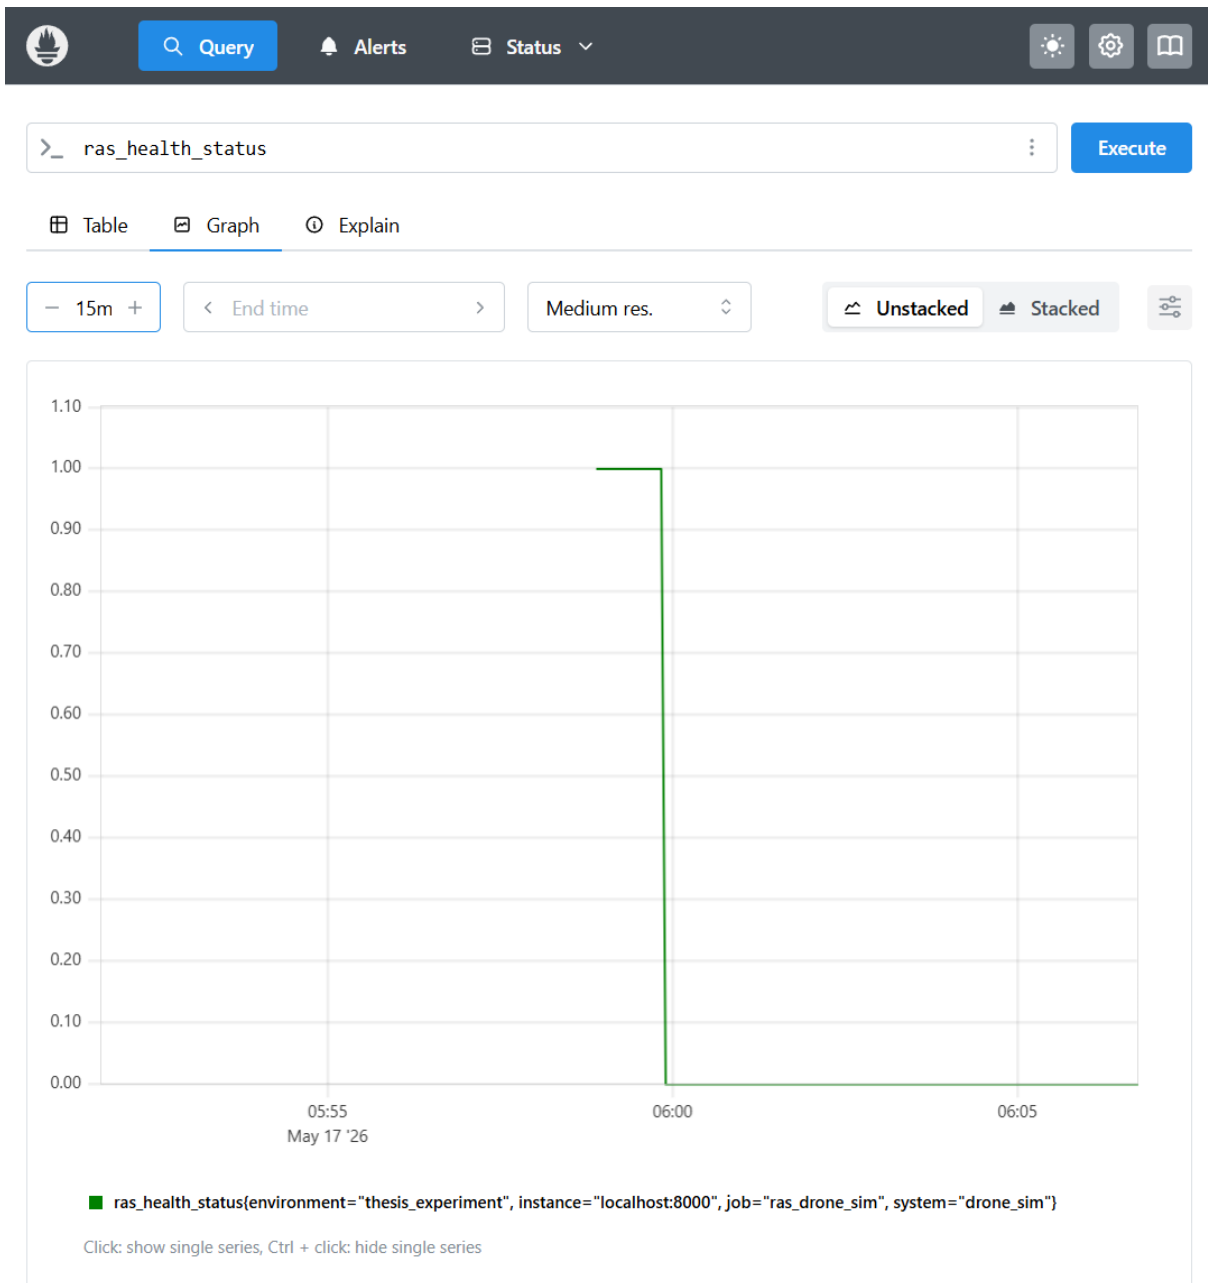 Query Alerts Status
ras_health_status Execute
Table Graph Explain
15m End time Medium res. Unstacked Stacked
1.10
1.00
0.90
0.80
0.70
0.60
0.50
0.40
0.30
0.20
0.10
0.00
05:55 06:00 06:05
May 17 '26
ras_health_status{environment="thesis_experiment", instance="localhost:8000", job="ras_drone_sim", system="drone_sim"}
Click: show single series, Ctrl + click: hide single series